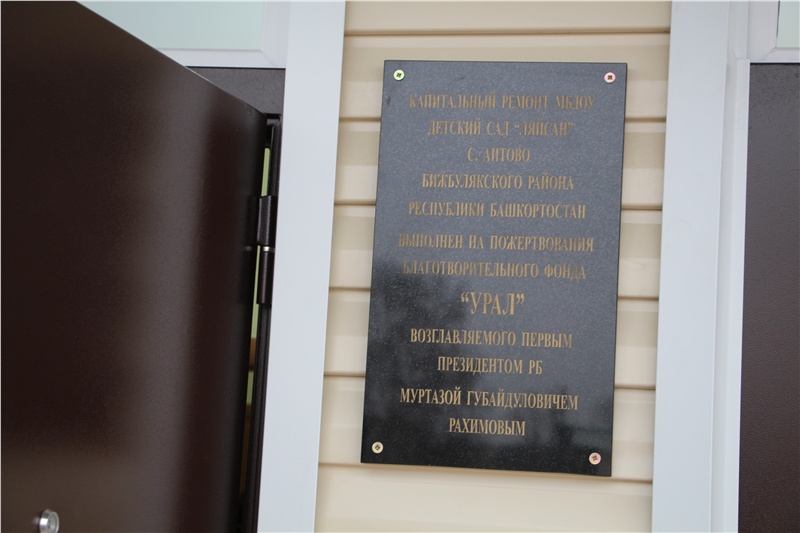 КАПИТАЛЬНЫЙ РЕМОНТ МБДОУ
ДЕТСКИЙ САД "ЛЯЙСАН"
С. АИТОВО
БИЖБУЛЯКСКОГО РАЙОНА
РЕСПУБЛИКИ БАШКОРТОСТАН
ВЫПОЛНЕН НА ПОЖЕРТВОВАНИЯ
БЛАГОТВОРИТЕЛЬНОГО ФОНДА
"УРАЛ"
ВОЗГЛАВЛЯЕМОГО ПЕРВЫМ
ПРЕЗИДЕНТОМ РБ
МУРТАЗОЙ ГУБАЙДУЛОВИЧЕМ
РАХИМОВЫМ